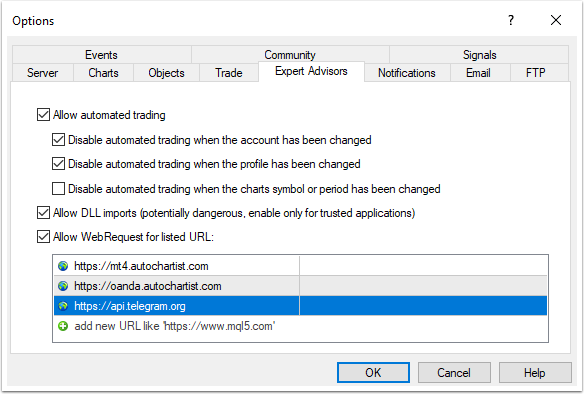 Options
?
Events Community Signals
Server Charts Objects Trade Expert Advisors Notifications Email FTP
Allow automated trading
Disable automated trading when the account has been changed
Disable automated trading when the profile has been changed
Disable automated trading when the charts symbol or period has been changed
Allow DLL imports (potentially dangerous, enable only for trusted applications)
Allow WebRequest for listed URL:
https://mt4.autochartist.com
https://oanda.autochartist.com
https://api.telegram.org
add new URL like 'https://www.mql5.com'
OK Cancel Help